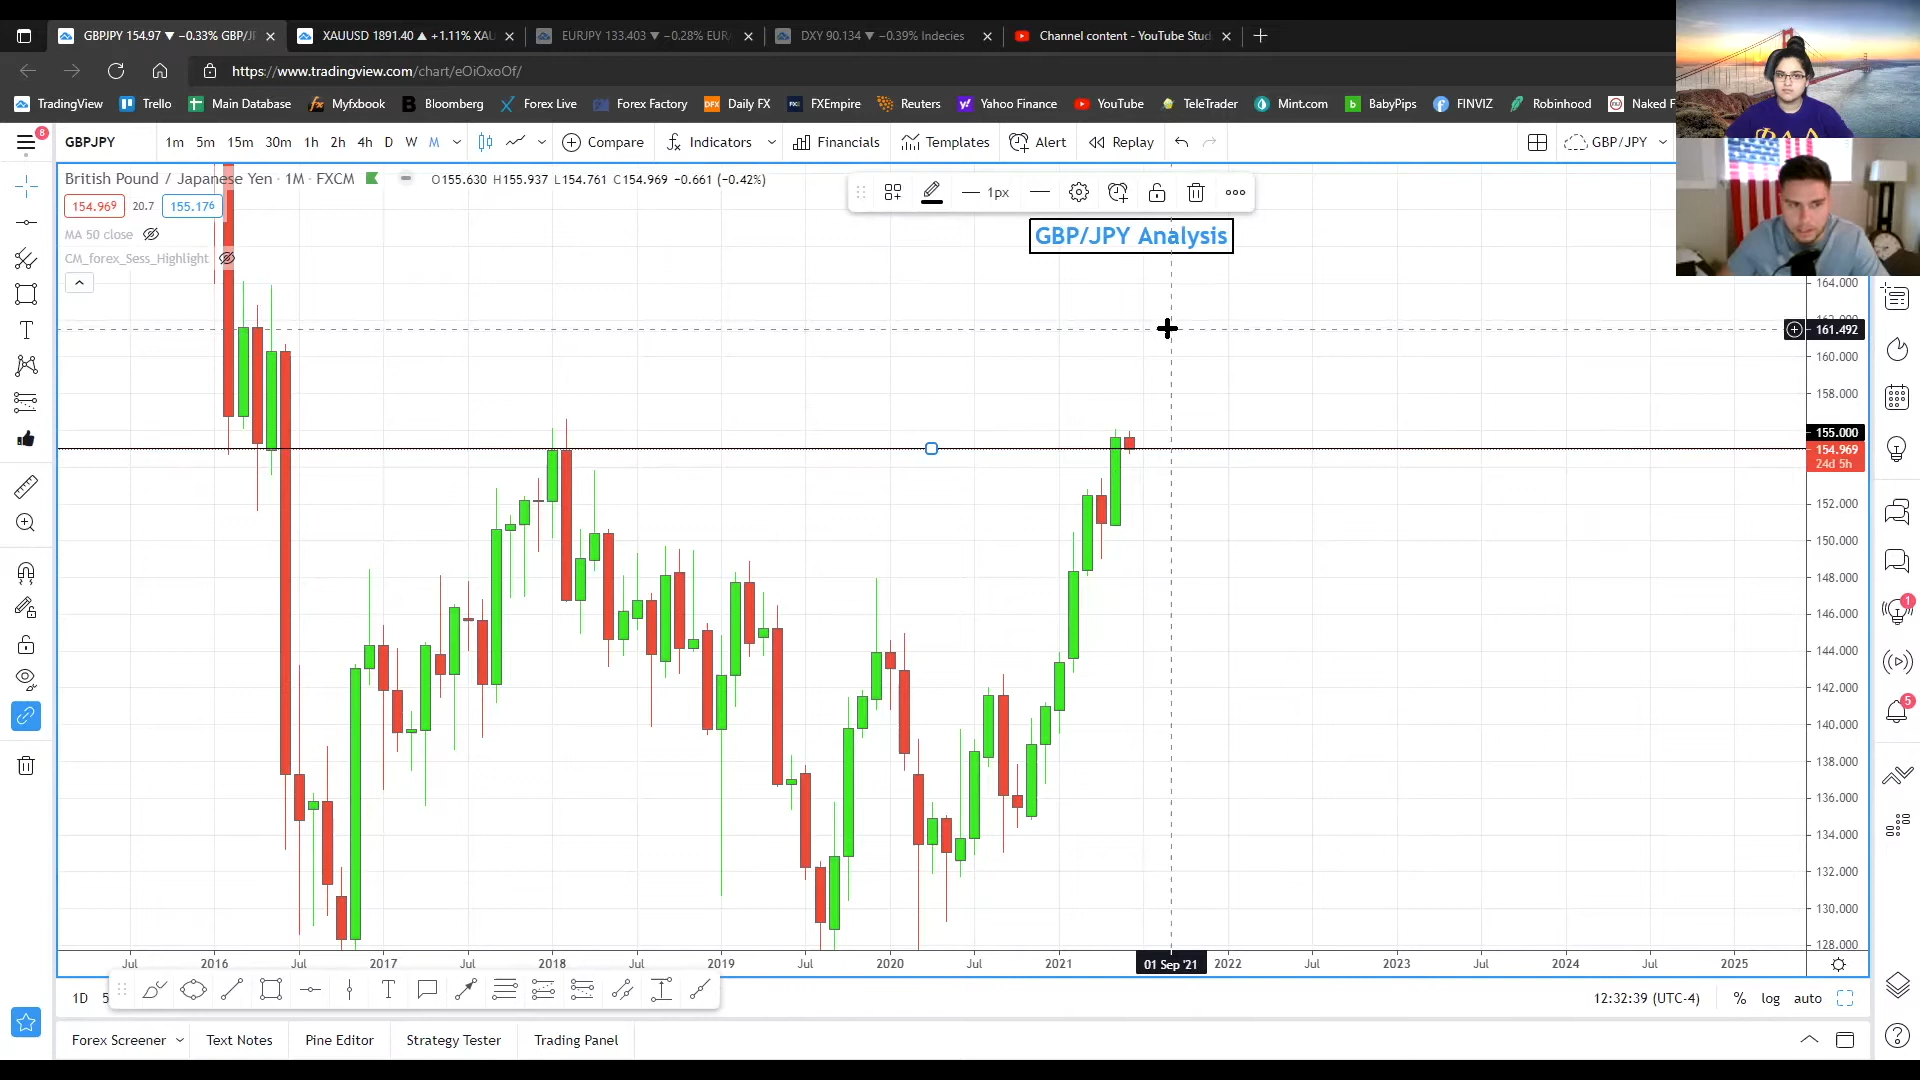 GBPJPY 154.97 ▼ −0.33% GBP/JP
XAUUSD 1891.40 ▲ +1.11% XAU
EURJPY 133.403 ▼ −0.28% EUR
DXY 90.134 ▼ −0.39% Indecies
Channel content - YouTube Stud
https://www.tradingview.com/chart/eOiOxoOf/
TradingView
Trello
Main Database
Myfxbook
Bloomberg
Forex Live
Forex Factory
Daily FX
FXEmpire
Reuters
Yahoo Finance
YouTube
TeleTrader
Mint.com
BabyPips
FINVIZ
Robinhood
Naked F
8
GBPJPY
1m 5m 15m 30m 1h 2h 4h D W M
Compare
Indicators
Financials
Templates
Alert
Replay
GBP/JPY
British Pound / Japanese Yen · 1M · FXCM
O155.630 H155.937 L154.761 C154.969 −0.661 (−0.42%)
154.969 20.7 155.176
MA 50 close
CM_forex_Sess_Highlight
1px
GBP/JPY Analysis
164.000
161.492
160.000
158.000
155.000
154.969
24d 5h
152.000
150.000
148.000
146.000
144.000
142.000
140.000
138.000
136.000
134.000
132.000
130.000
128.000
1
5
Jul 2016 Jul 2017 Jul 2018 Jul 2019 Jul 2020 Jul 2021 01 Sep '21 2022 Jul 2023 Jul 2024 Jul 2025
1D 5
12:32:39 (UTC-4)
% log auto
Forex Screener
Text Notes
Pine Editor
Strategy Tester
Trading Panel